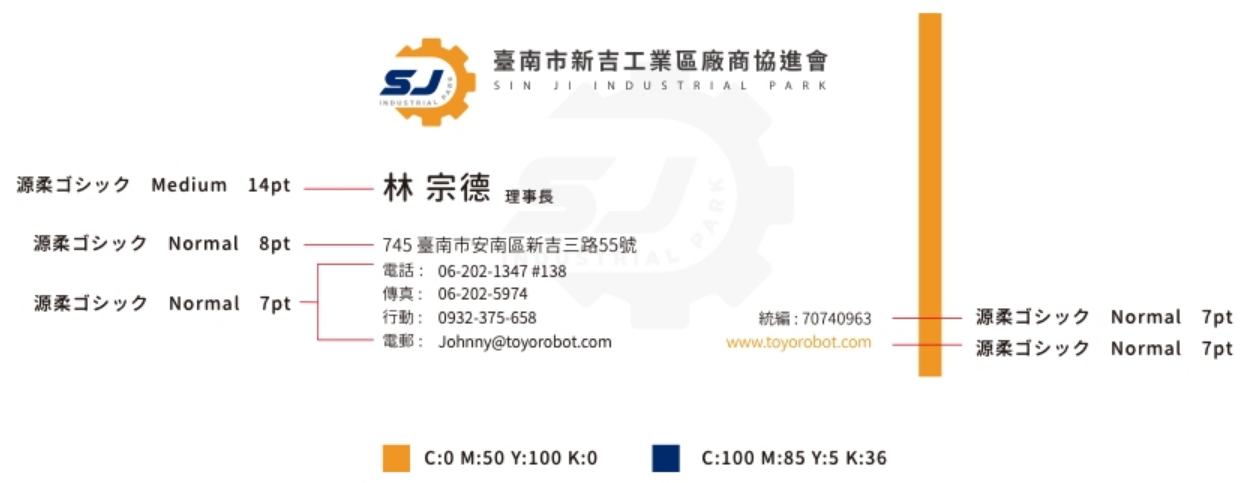 SJ
INDUSTRIAL PARK
臺南市新吉工業區廠商協進會
SIN JI INDUSTRIAL PARK
SJ
INDUSTRIAL PARK
源柔ゴシック Medium 14pt
林 宗德 理事長
源柔ゴシック Normal 8pt
745 臺南市安南區新吉三路55號
源柔ゴシック Normal 7pt
電話： 06-202-1347 #138
傳真： 06-202-5974
行動： 0932-375-658
電郵： Johnny@toyorobot.com
統編 : 70740963
www.toyorobot.com
源柔ゴシック Normal 7pt
源柔ゴシック Normal 7pt
C:0 M:50 Y:100 K:0
C:100 M:85 Y:5 K:36